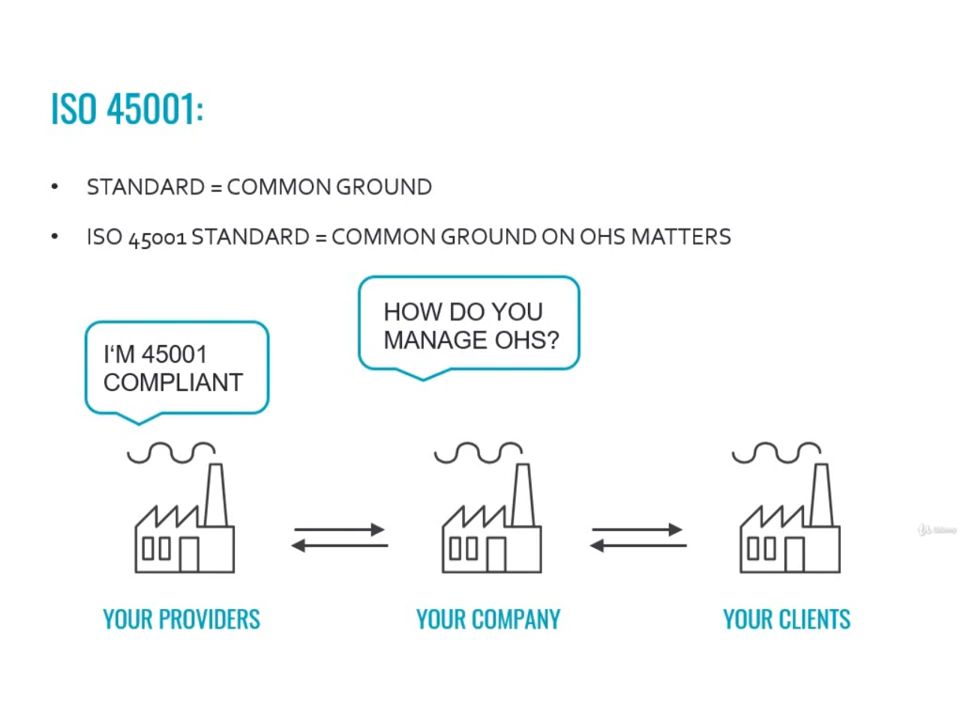 ISO 45001:
• STANDARD = COMMON GROUND
• ISO 45001 STANDARD = COMMON GROUND ON OHS MATTERS
HOW DO YOU
MANAGE OHS?
I'M 45001
COMPLIANT
YOUR PROVIDERS
YOUR COMPANY
YOUR CLIENTS